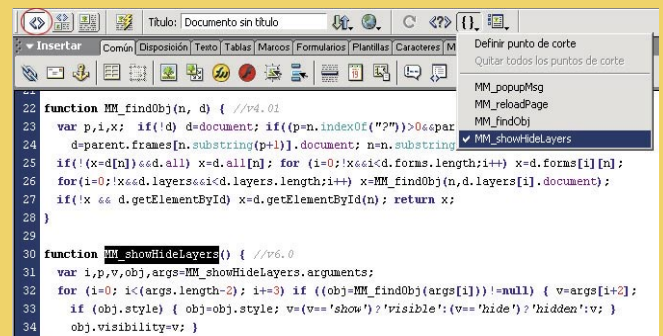 Título: Documento sin título
Insertar Común Disposición Texto Tablas Marcos Formularios Plantillas Caracteres M
Definir punto de corte
Quitar todos los puntos de corte
MM_popupMsg
MM_reloadPage
MM_findObj
✓ MM_showHideLayers
21
22 function MM_findObj(n, d) { //v4.01
23 var p,i,x; if(!d) d=document; if((p=n.indexOf("?"))>0&&par
24 d=parent.frames[n.substring(p+1)].document; n=n.substring
25 if(!(x=d[n])&&d.all) x=d.all[n]; for (i=0;!x&&i<d.forms.length;i++) x=d.forms[i][n];
26 for(i=0;!x&&d.layers&&i<d.layers.length;i++) x=MM_findObj(n,d.layers[i].document);
27 if(!x && d.getElementById) x=d.getElementById(n); return x;
28 }
29
30 function MM_showHideLayers() { //v6.0
31 var i,p,v,obj,args=MM_showHideLayers.arguments;
32 for (i=0; i<(args.length-2); i+=3) if ((obj=MM_findObj(args[i]))!=null) { v=args[i+2];
33 if (obj.style) { obj=obj.style; v=(v=='show')?'visible':(v=='hide')?'hidden':v; }
34 obj.visibility=v; }